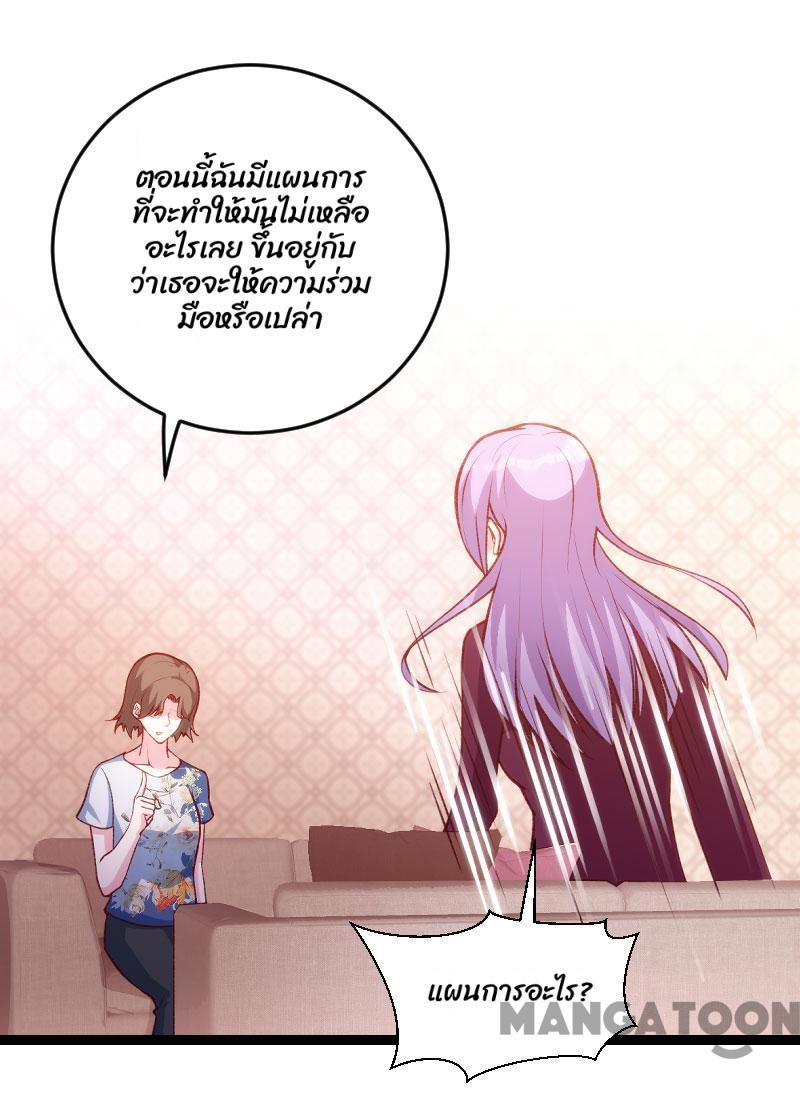 ตอนนี้ฉันมีแผนการ
ที่จะทำให้มันไม่เหลือ
อะไรเลย ขึ้นอยู่กับ
ว่าเธอจะให้ความร่วม
มือหรือเปล่า
แผนการอะไร?
MANGATOON